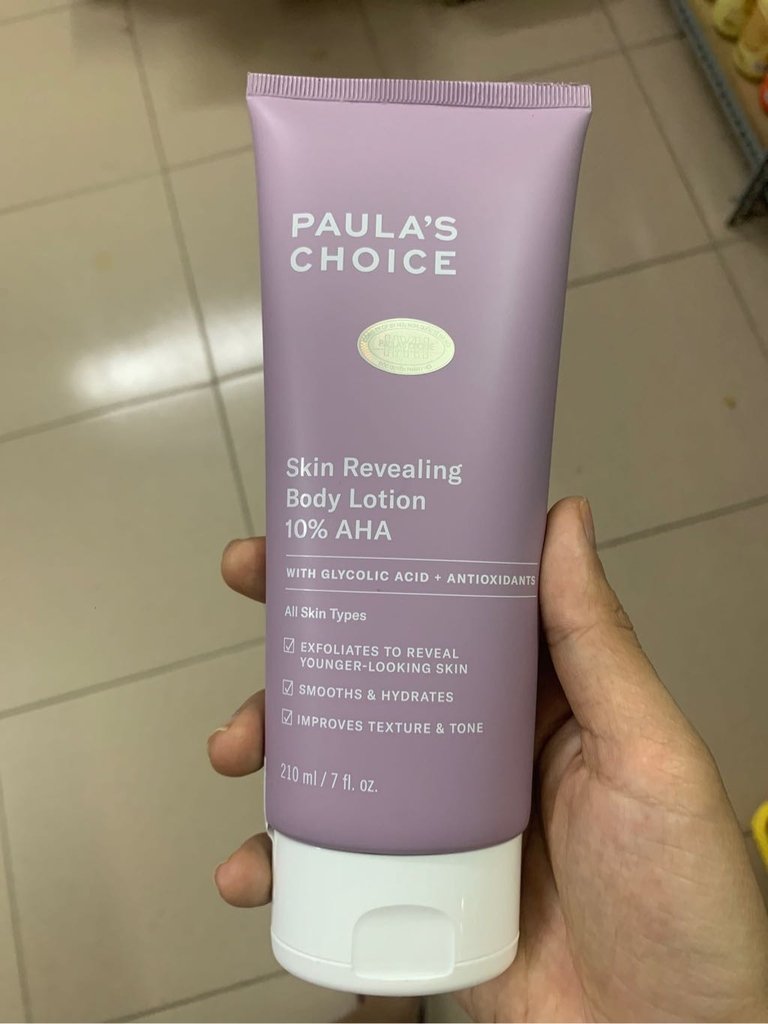 PAULA'S
CHOICE
Skin Revealing
Body Lotion
10% AHA
WITH GLYCOLIC ACID + ANTIOXIDANTS
All Skin Types
EXFOLIATES TO REVEAL
YOUNGER-LOOKING SKIN
SMOOTHS & HYDRATES
IMPROVES TEXTURE & TONE
210 ml / 7 fl. oz.